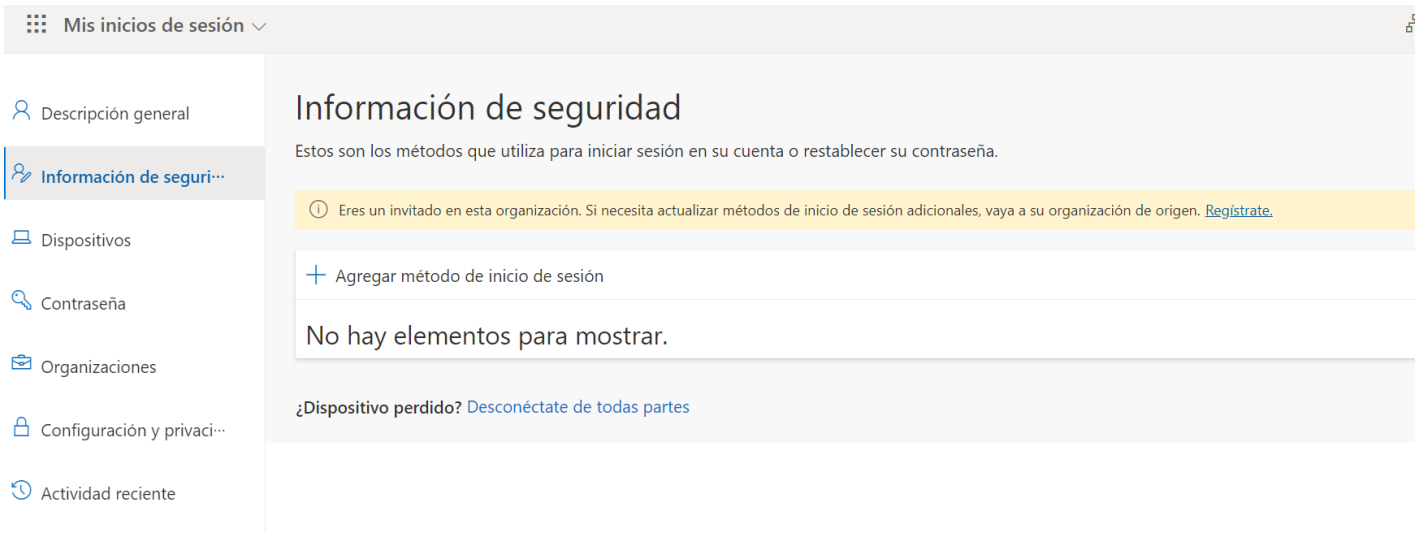 Mis inicios de sesión
Descripción general
Información de seguri···
Dispositivos
Contraseña
Organizaciones
Configuración y privaci···
Actividad reciente
Información de seguridad
Estos son los métodos que utiliza para iniciar sesión en su cuenta o restablecer su contraseña.
Eres un invitado en esta organización. Si necesita actualizar métodos de inicio de sesión adicionales, vaya a su organización de origen. Regístrate.
Agregar método de inicio de sesión
No hay elementos para mostrar.
¿Dispositivo perdido? Desconéctate de todas partes